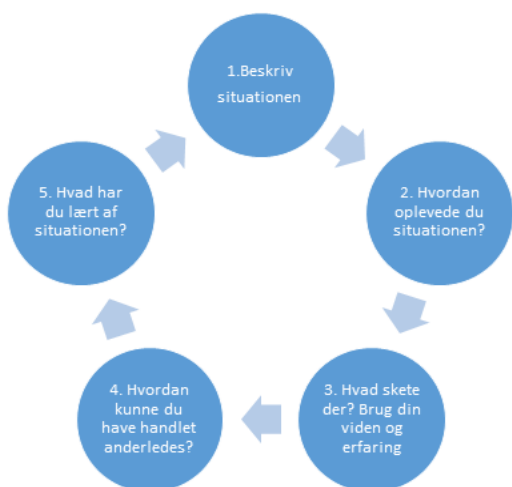 1.Beskriv
situationen
2. Hvordan
oplevede du
situationen?
3. Hvad skete
der? Brug din
viden og
erfaring
4. Hvordan
kunne du
have handlet
anderledes?
5. Hvad har
du lært af
situationen?